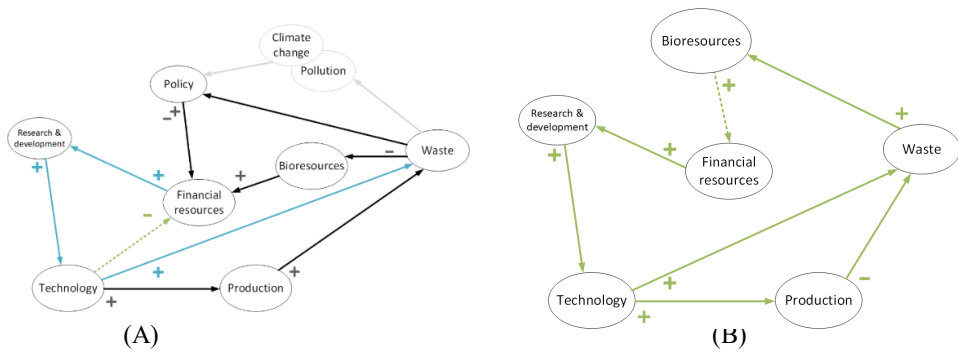 Climate
change
Pollution
Policy
+
−
Research &
development
+
+
Bioresources
−
Waste
+
Financial
resources
−
+
Technology
+
Production
+
(A)
Bioresources
+
+
Research &
development
+
+
Financial
resources
Waste
Technology
+
+
Production
−
(B)